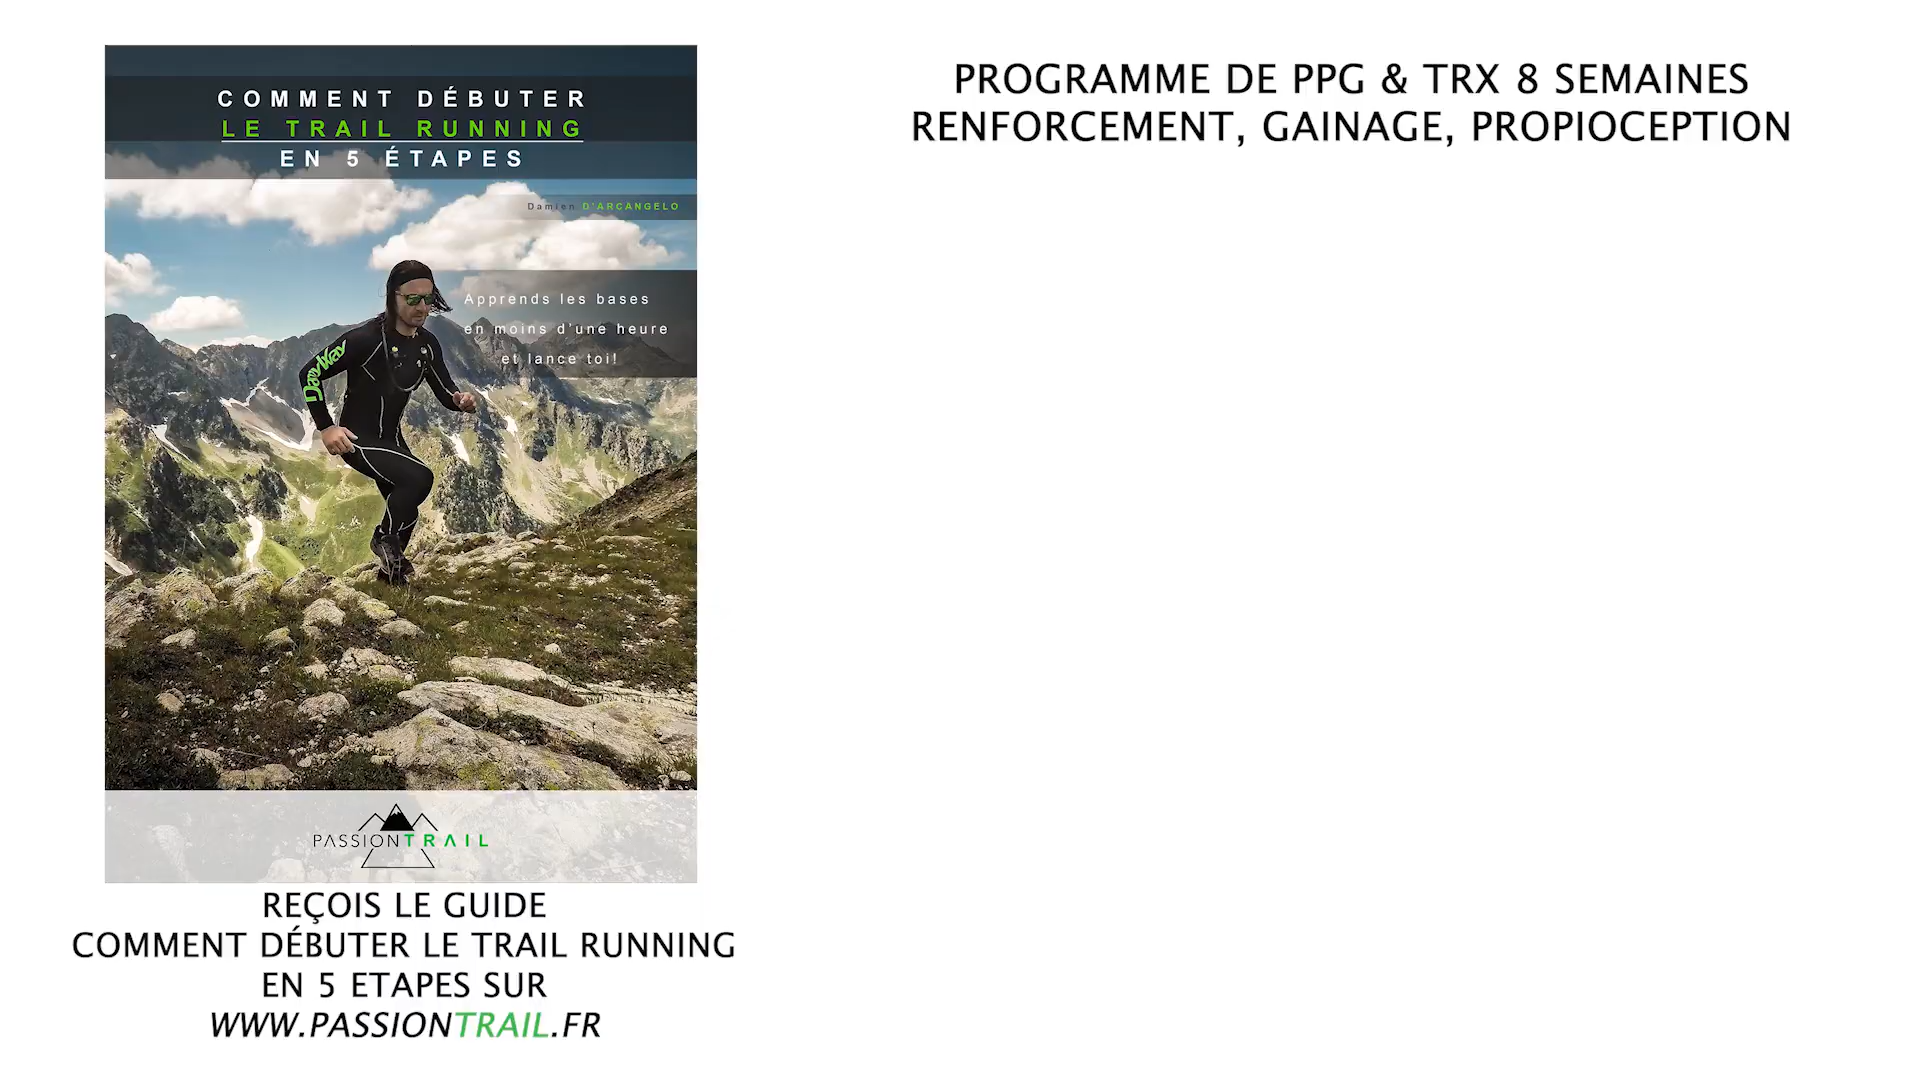 COMMENT DÉBUTER
LE TRAIL RUNNING
EN 5 ÉTAPES
Damien D'ARCANGELO
Apprends les bases
en moins d'une heure
et lance toi!
DareWay
PASSIONTRAIL
REÇOIS LE GUIDE
COMMENT DÉBUTER LE TRAIL RUNNING
EN 5 ETAPES SUR
WWW.PASSIONTRAIL.FR
PROGRAMME DE PPG & TRX 8 SEMAINES
RENFORCEMENT, GAINAGE, PROPIOCEPTION